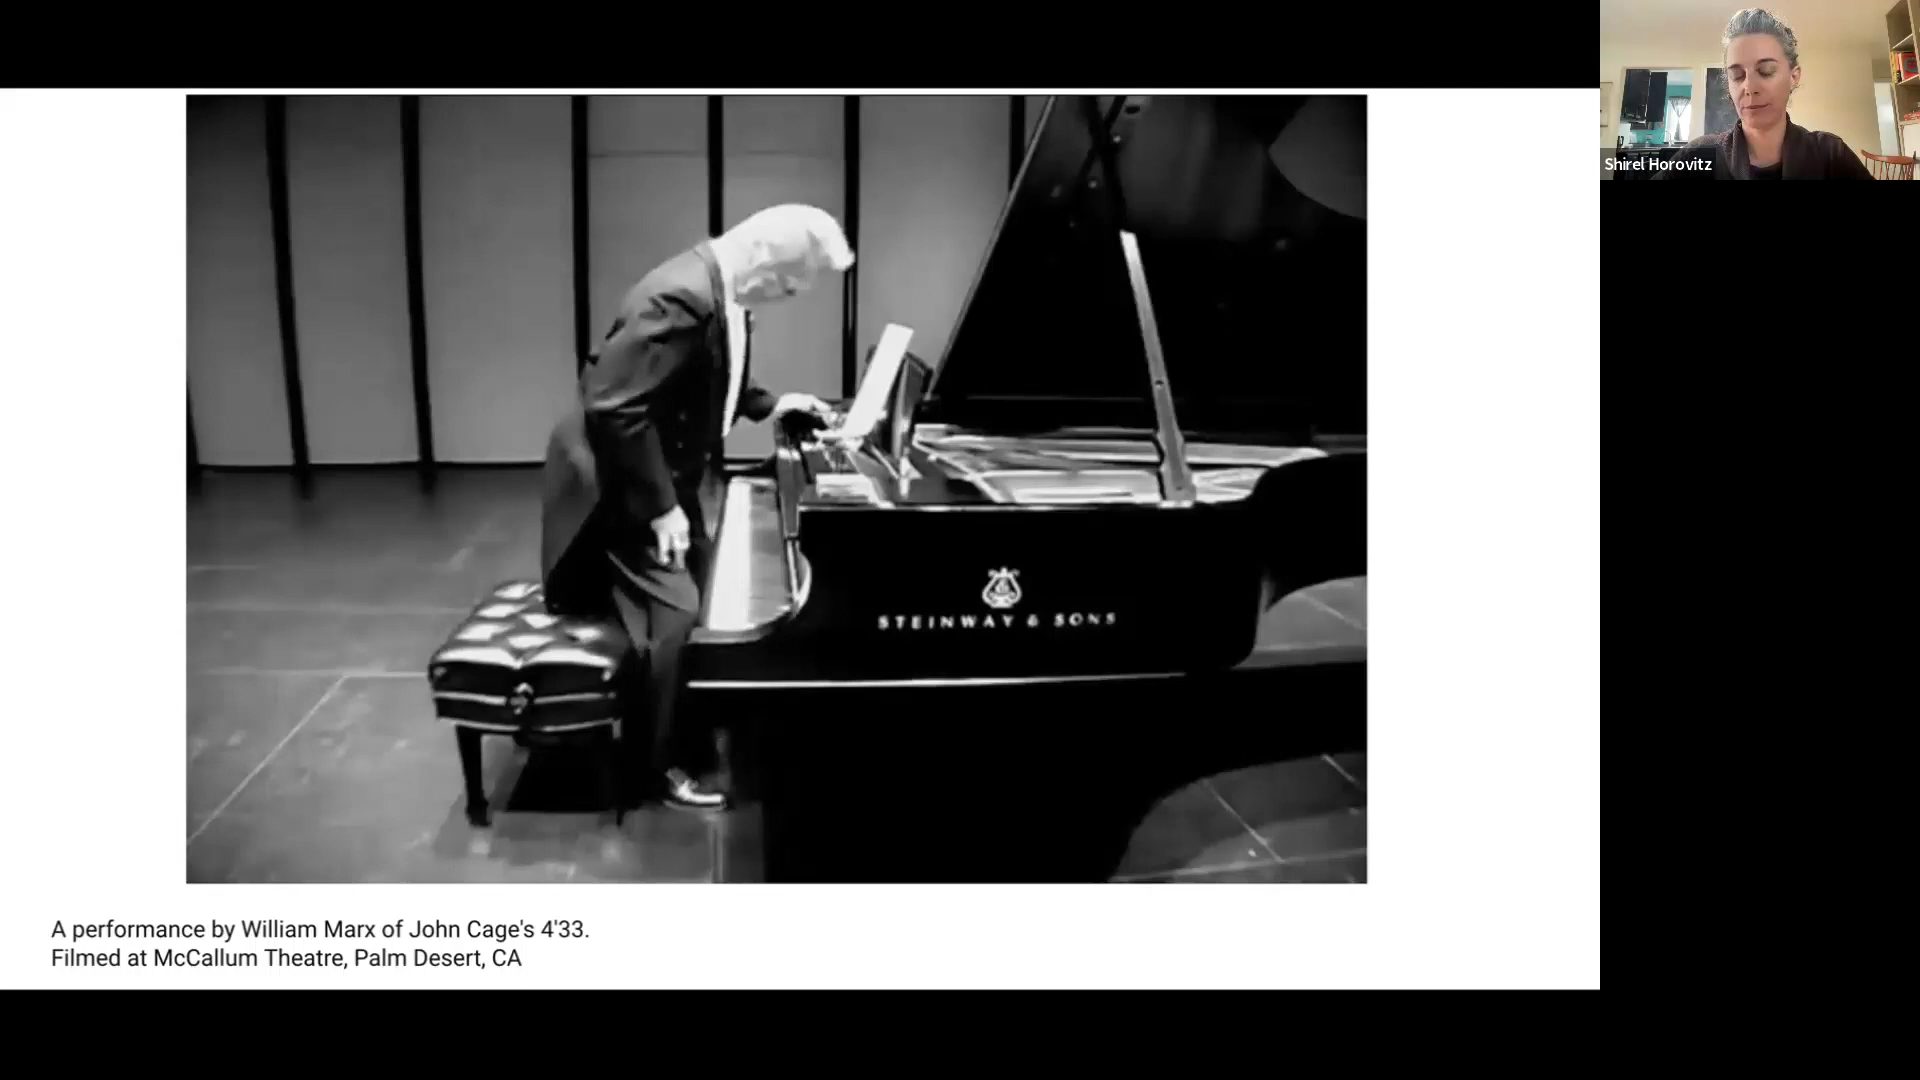 Shirel Horovitz
STEINWAY & SONS
A performance by William Marx of John Cage's 4'33.
Filmed at McCallum Theatre, Palm Desert, CA